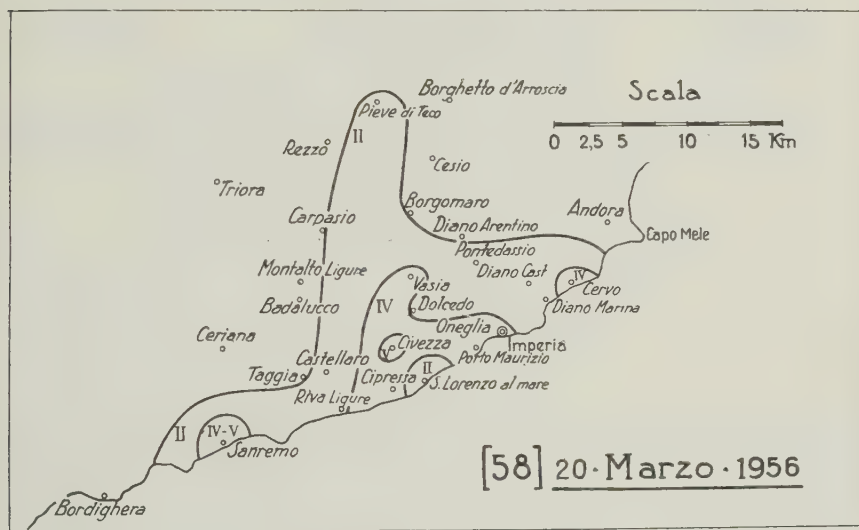 Borghetto d'Arroscia
Scala
Pieve di Teco
0 2,5 5 10 15 Km
II
Rezzo
Cesio
Triora
Borgomaro
Andora
Carpasio
Diano Arentino
Capo Mele
Pontedassio
Montalto Ligure
Diano Cast
Vasia
IV
Cervo
Badalucco
IV
Dolcedo
Diano Marina
Oneglia
Imperia
Ceriana
V
Civezza
Porto Maurizio
Castellaro
II
Taggia
Cipressa
S. Lorenzo al mare
Riva Ligure
II
IV-V
Sanremo
[58] 20·Marzo·1956
Bordighera